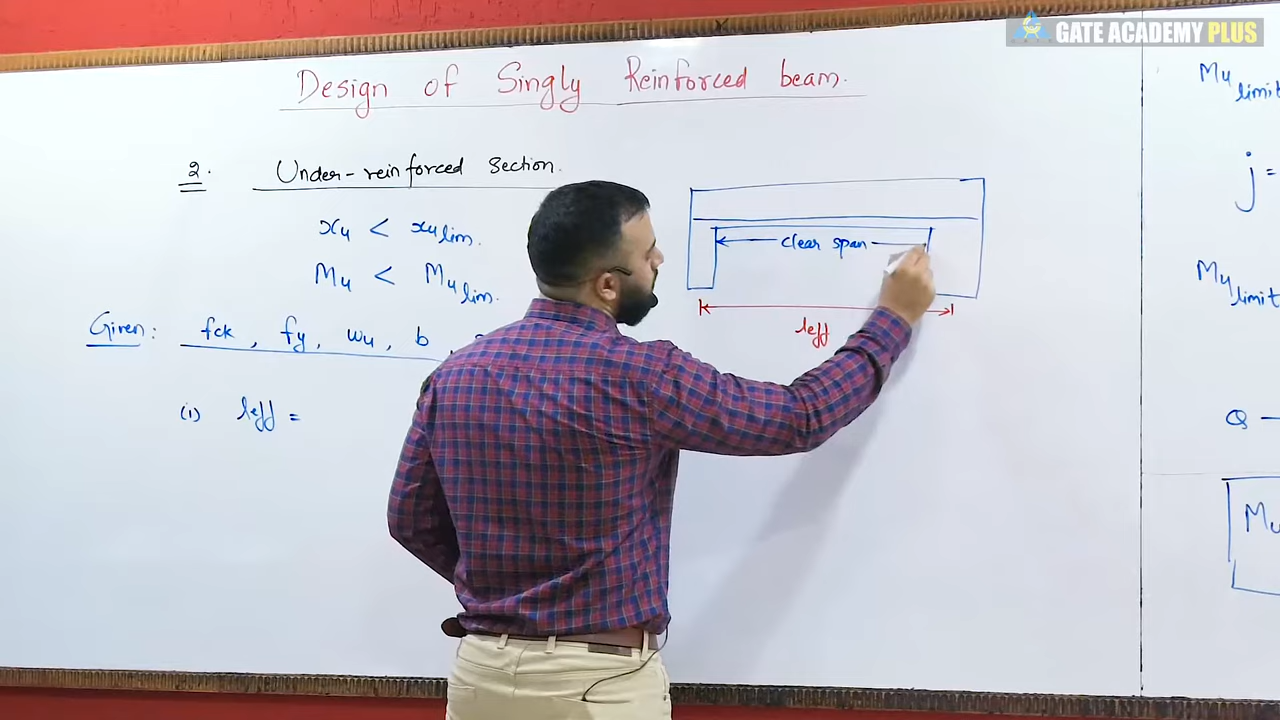 GATE ACADEMY PLUS
Design of Singly Reinforced beam.
2. Under-reinforced section.
xu < xulim.
Mu < Mulim.
Given: fck, fy, wu, b,
(i) leff =
clear span
leff
Mu limit
j =
Mu limit
Q
Mu